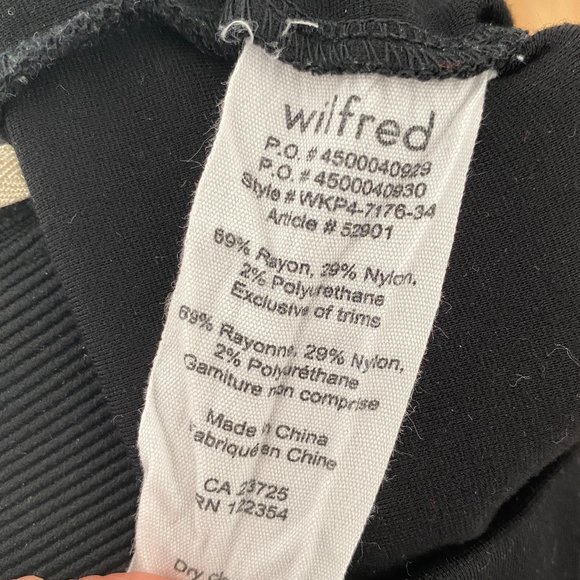 wilfred
P.O. # 4500040929
P.O. # 4500040930
Style # WKP4-7176-34
Article # 52901
69% Rayon, 29% Nylon,
2% Polyurethane
Exclusive of trims
69% Rayonne, 29% Nylon,
2% Polyuréthane
Garniture non comprise
Made in China
Fabriqué en Chine
CA 23725
RN 122354
Dry